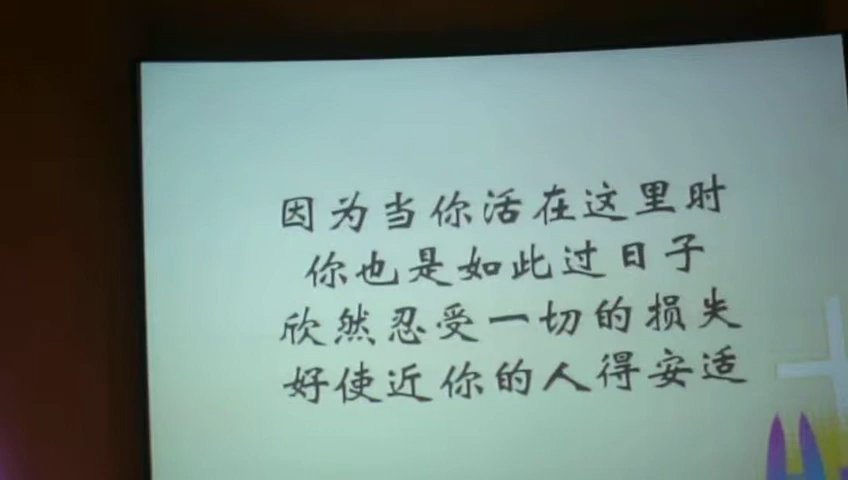 因为当你活在这里时
你也是如此过日子
欣然忍受一切的损失
好使近你的人得安适